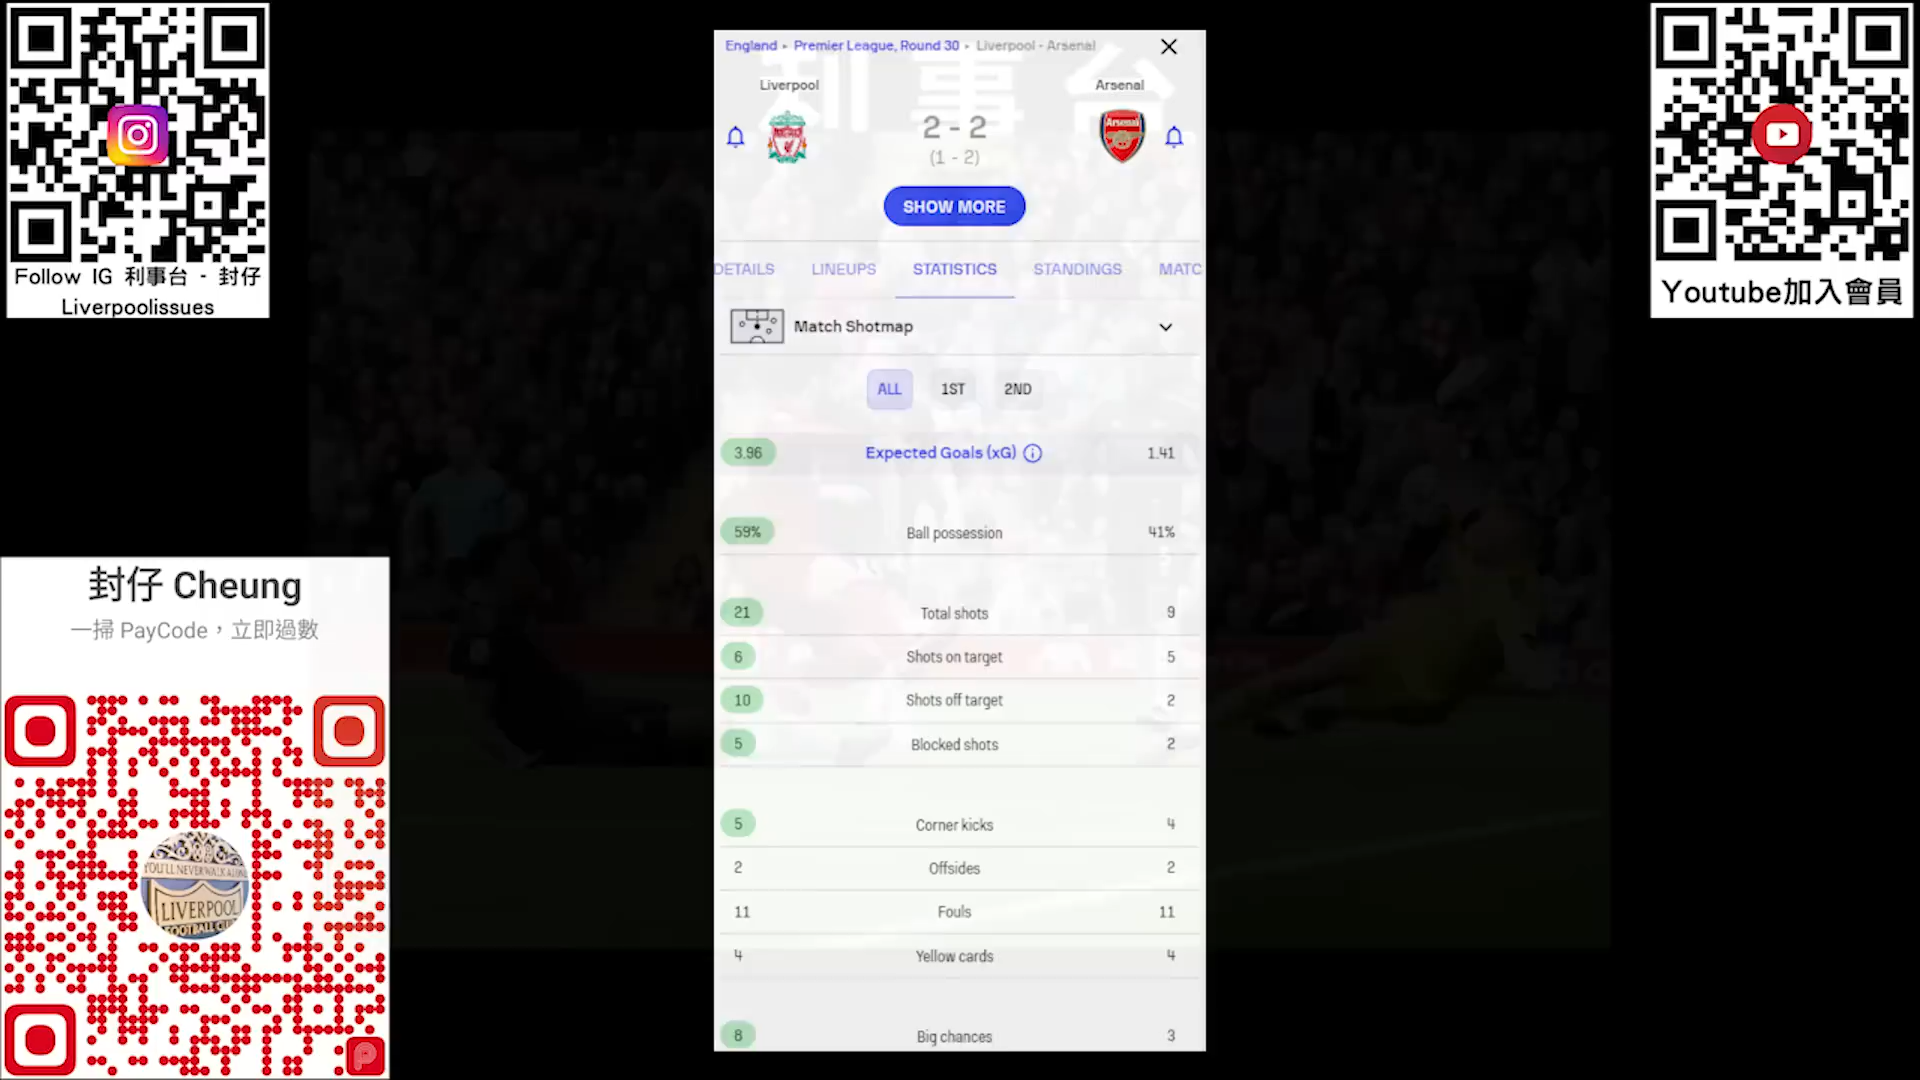 Follow IG 利事台 - 封仔
Liverpoolissues
Youtube加入會員
封仔 Cheung
一掃 PayCode，立即過數
YOU'LL NEVER WALK ALONE
LIVERPOOL
FOOTBALL CLUB
利事台
England • Premier League, Round 30 • Liverpool - Arsenal
Liverpool
Arsenal
Arsenal
2 - 2
(1 - 2)
SHOW MORE
DETAILS LINEUPS STATISTICS STANDINGS MATC
Match Shotmap
ALL 1ST 2ND
3.96 Expected Goals (xG) 1.41
59% Ball possession 41%
21 Total shots 9
6 Shots on target 5
10 Shots off target 2
5 Blocked shots 2
5 Corner kicks 4
2 Offsides 2
11 Fouls 11
4 Yellow cards 4
8 Big chances 3